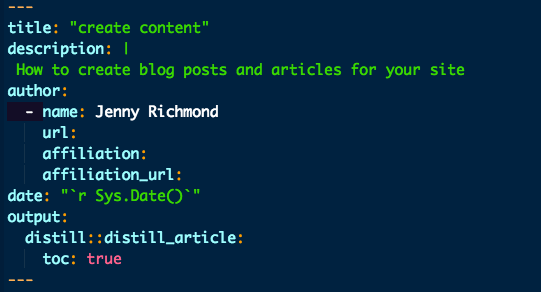 ---
title: "create content"
description: |
 How to create blog posts and articles for your site
author:
  - name: Jenny Richmond
    url:
    affiliation:
    affiliation_url:
date: "`r Sys.Date()`"
output:
  distill::distill_article:
    toc: true
---